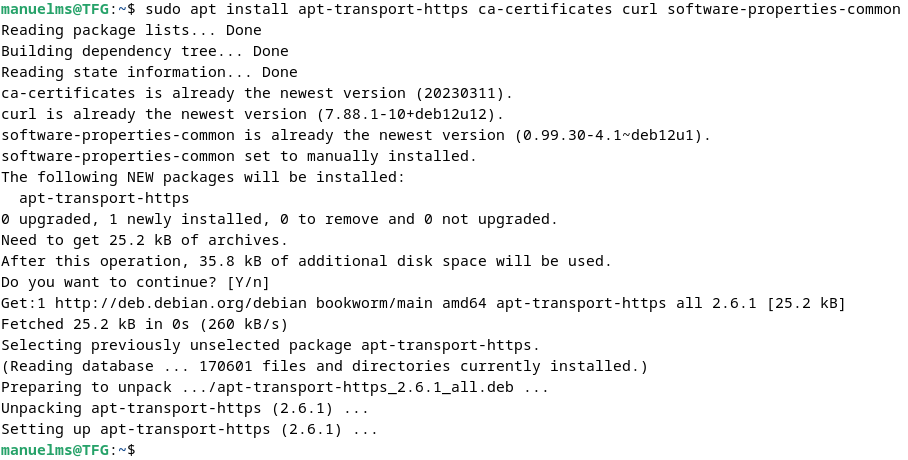 manuelms@TFG:~$ sudo apt install apt-transport-https ca-certificates curl software-properties-common
Reading package lists... Done
Building dependency tree... Done
Reading state information... Done
ca-certificates is already the newest version (20230311).
curl is already the newest version (7.88.1-10+deb12u12).
software-properties-common is already the newest version (0.99.30-4.1~deb12u1).
software-properties-common set to manually installed.
The following NEW packages will be installed:
  apt-transport-https
0 upgraded, 1 newly installed, 0 to remove and 0 not upgraded.
Need to get 25.2 kB of archives.
After this operation, 35.8 kB of additional disk space will be used.
Do you want to continue? [Y/n]
Get:1 http://deb.debian.org/debian bookworm/main amd64 apt-transport-https all 2.6.1 [25.2 kB]
Fetched 25.2 kB in 0s (260 kB/s)
Selecting previously unselected package apt-transport-https.
(Reading database ... 170601 files and directories currently installed.)
Preparing to unpack .../apt-transport-https_2.6.1_all.deb ...
Unpacking apt-transport-https (2.6.1) ...
Setting up apt-transport-https (2.6.1) ...
manuelms@TFG:~$